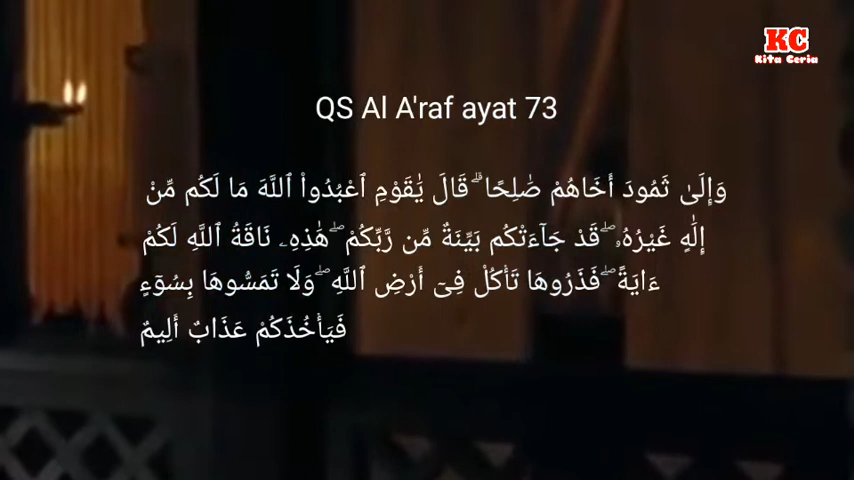 KC
Kita Ceria
QS Al A'raf ayat 73
وَإِلَىٰ ثَمُودَ أَخَاهُمْ صَٰلِحًا ۗ قَالَ يَٰقَوْمِ ٱعْبُدُوا۟ ٱللَّهَ مَا لَكُم مِّنْ
إِلَٰهٍ غَيْرُهُۥ ۖ قَدْ جَآءَتْكُم بَيِّنَةٌ مِّن رَّبِّكُمْ ۖ هَٰذِهِۦ نَاقَةُ ٱللَّهِ لَكُمْ
ءَايَةً ۖ فَذَرُوهَا تَأْكُلْ فِىٓ أَرْضِ ٱللَّهِ ۖ وَلَا تَمَسُّوهَا بِسُوٓءٍ
فَيَأْخُذَكُمْ عَذَابٌ أَلِيمٌ